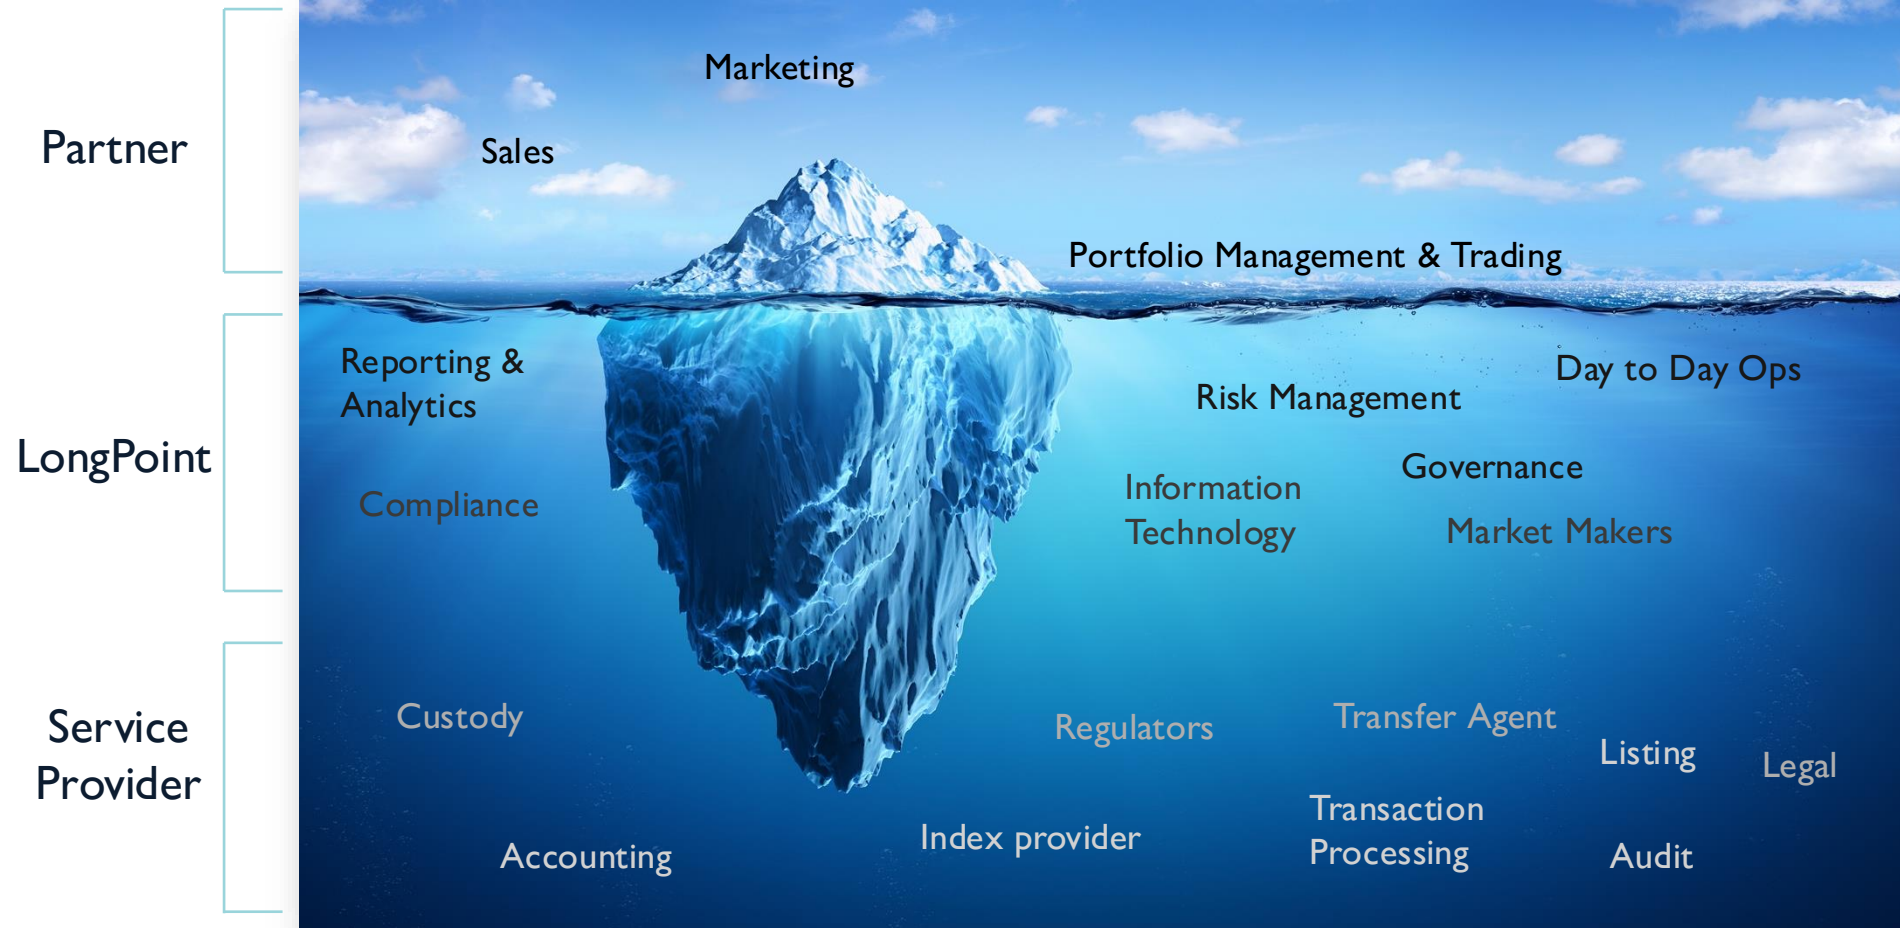 Partner
Marketing
Sales
Portfolio Management & Trading
LongPoint
Reporting &
Analytics
Day to Day Ops
Risk Management
Governance
Compliance
Information
Technology
Market Makers
Service
Provider
Custody
Regulators
Transfer Agent
Listing
Legal
Transaction
Processing
Index provider
Accounting
Audit